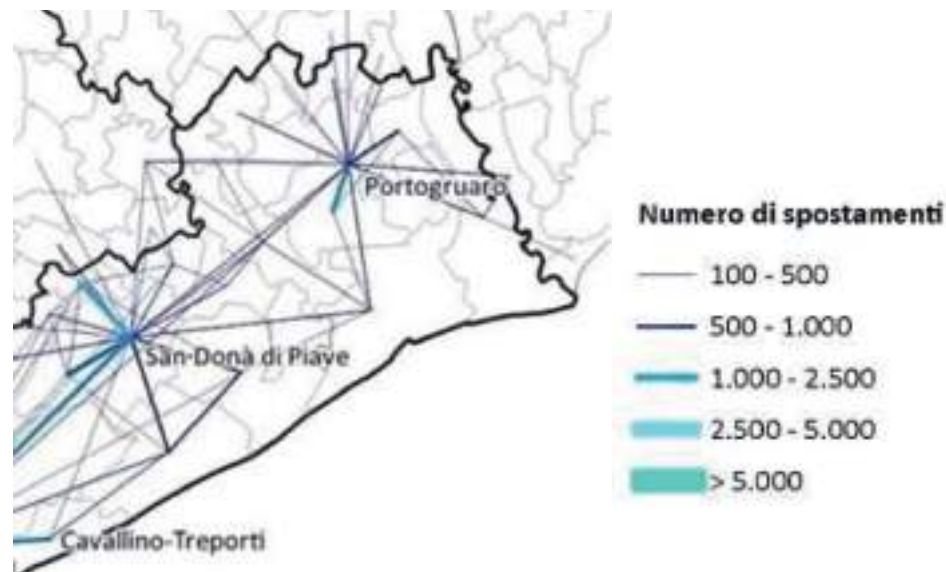 Portogruaro
San-Donà di Piave
Cavallino-Treporti
Numero di spostamenti
100 - 500
500 - 1.000
1.000 - 2.500
2.500 - 5.000
> 5.000